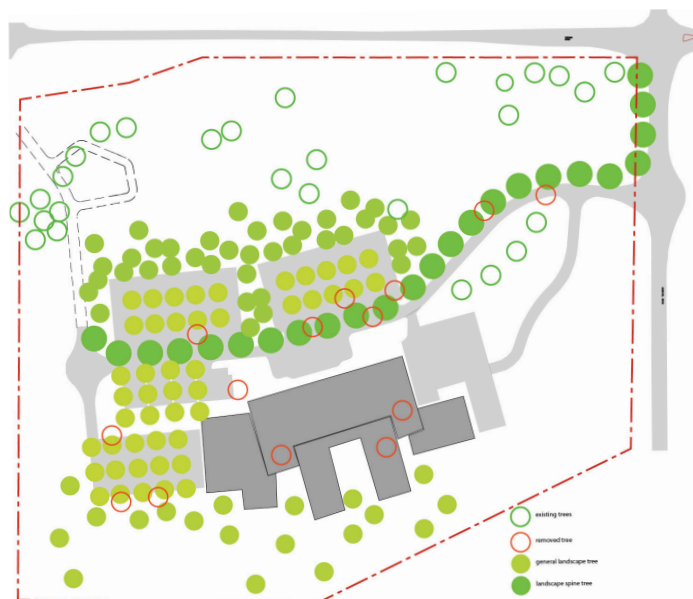 existing trees
removed tree
general landscape tree
landscape spine tree